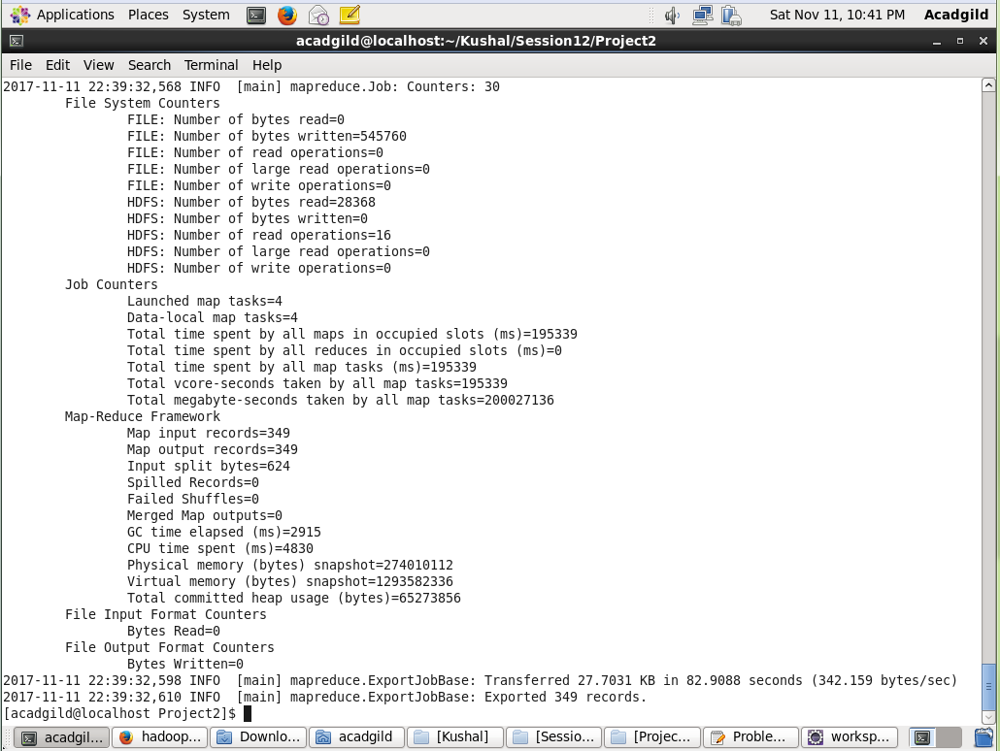 Applications Places System Sat Nov 11, 10:41 PM Acadgild
acadgild@localhost:~/Kushal/Session12/Project2
File Edit View Search Terminal Help
2017-11-11 22:39:32,568 INFO  [main] mapreduce.Job: Counters: 30
File System Counters
FILE: Number of bytes read=0
FILE: Number of bytes written=545760
FILE: Number of read operations=0
FILE: Number of large read operations=0
FILE: Number of write operations=0
HDFS: Number of bytes read=28368
HDFS: Number of bytes written=0
HDFS: Number of read operations=16
HDFS: Number of large read operations=0
HDFS: Number of write operations=0
Job Counters
Launched map tasks=4
Data-local map tasks=4
Total time spent by all maps in occupied slots (ms)=195339
Total time spent by all reduces in occupied slots (ms)=0
Total time spent by all map tasks (ms)=195339
Total vcore-seconds taken by all map tasks=195339
Total megabyte-seconds taken by all map tasks=200027136
Map-Reduce Framework
Map input records=349
Map output records=349
Input split bytes=624
Spilled Records=0
Failed Shuffles=0
Merged Map outputs=0
GC time elapsed (ms)=2915
CPU time spent (ms)=4830
Physical memory (bytes) snapshot=274010112
Virtual memory (bytes) snapshot=1293582336
Total committed heap usage (bytes)=65273856
File Input Format Counters
Bytes Read=0
File Output Format Counters
Bytes Written=0
2017-11-11 22:39:32,598 INFO  [main] mapreduce.ExportJobBase: Transferred 27.7031 KB in 82.9088 seconds (342.159 bytes/sec)
2017-11-11 22:39:32,610 INFO  [main] mapreduce.ExportJobBase: Exported 349 records.
[acadgild@localhost Project2]$
acadgil... hadoop... Downlo... acadgild [Kushal] [Sessio... [Projec... Proble... worksp...